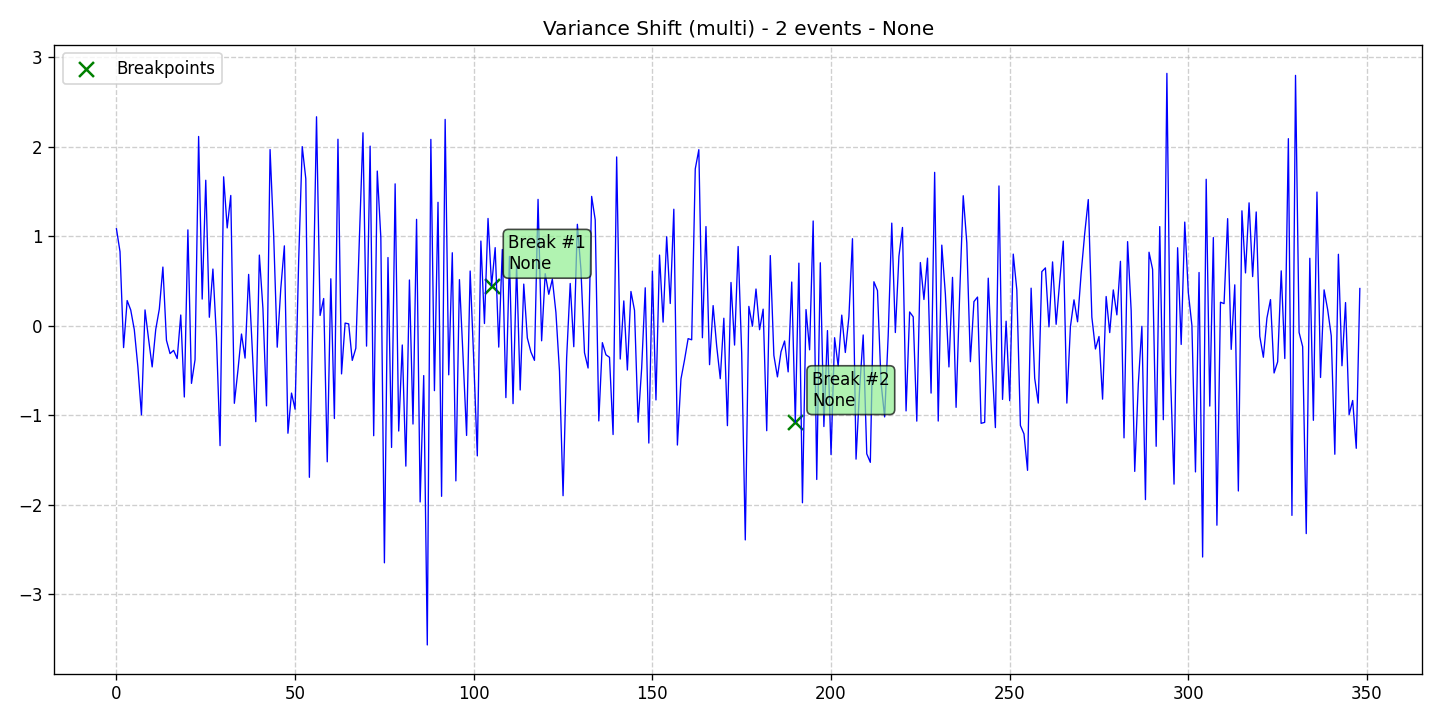 Variance Shift (multi) - 2 events - None
Breakpoints
3
2
1
0
−1
−2
−3
Break #1
None
Break #2
None
0
50
100
150
200
250
300
350